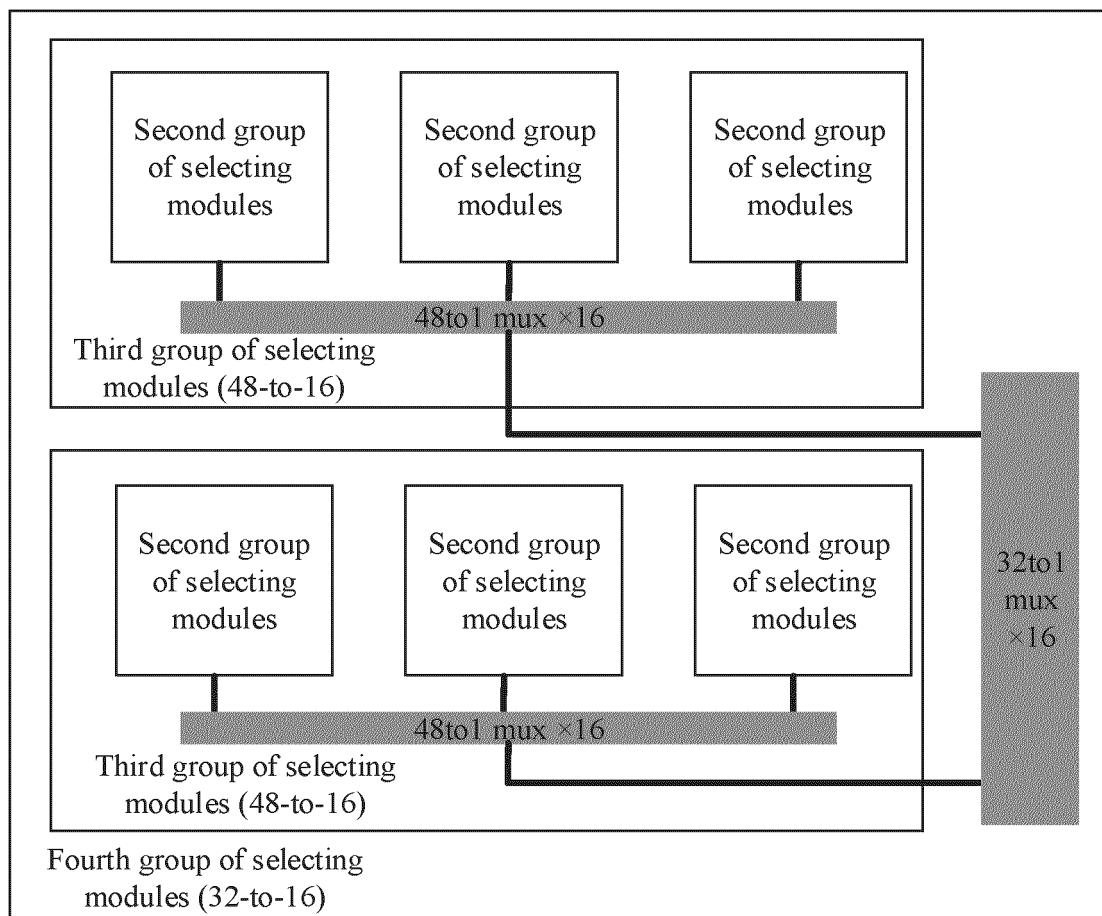 Second group
of selecting
modules
Second group
of selecting
modules
Second group
of selecting
modules
48to1 mux ×16
Third group of selecting
modules (48-to-16)
Second group
of selecting
modules
Second group
of selecting
modules
Second group
of selecting
modules
48to1 mux ×16
Third group of selecting
modules (48-to-16)
32to1
mux
×16
Fourth group of selecting
modules (32-to-16)